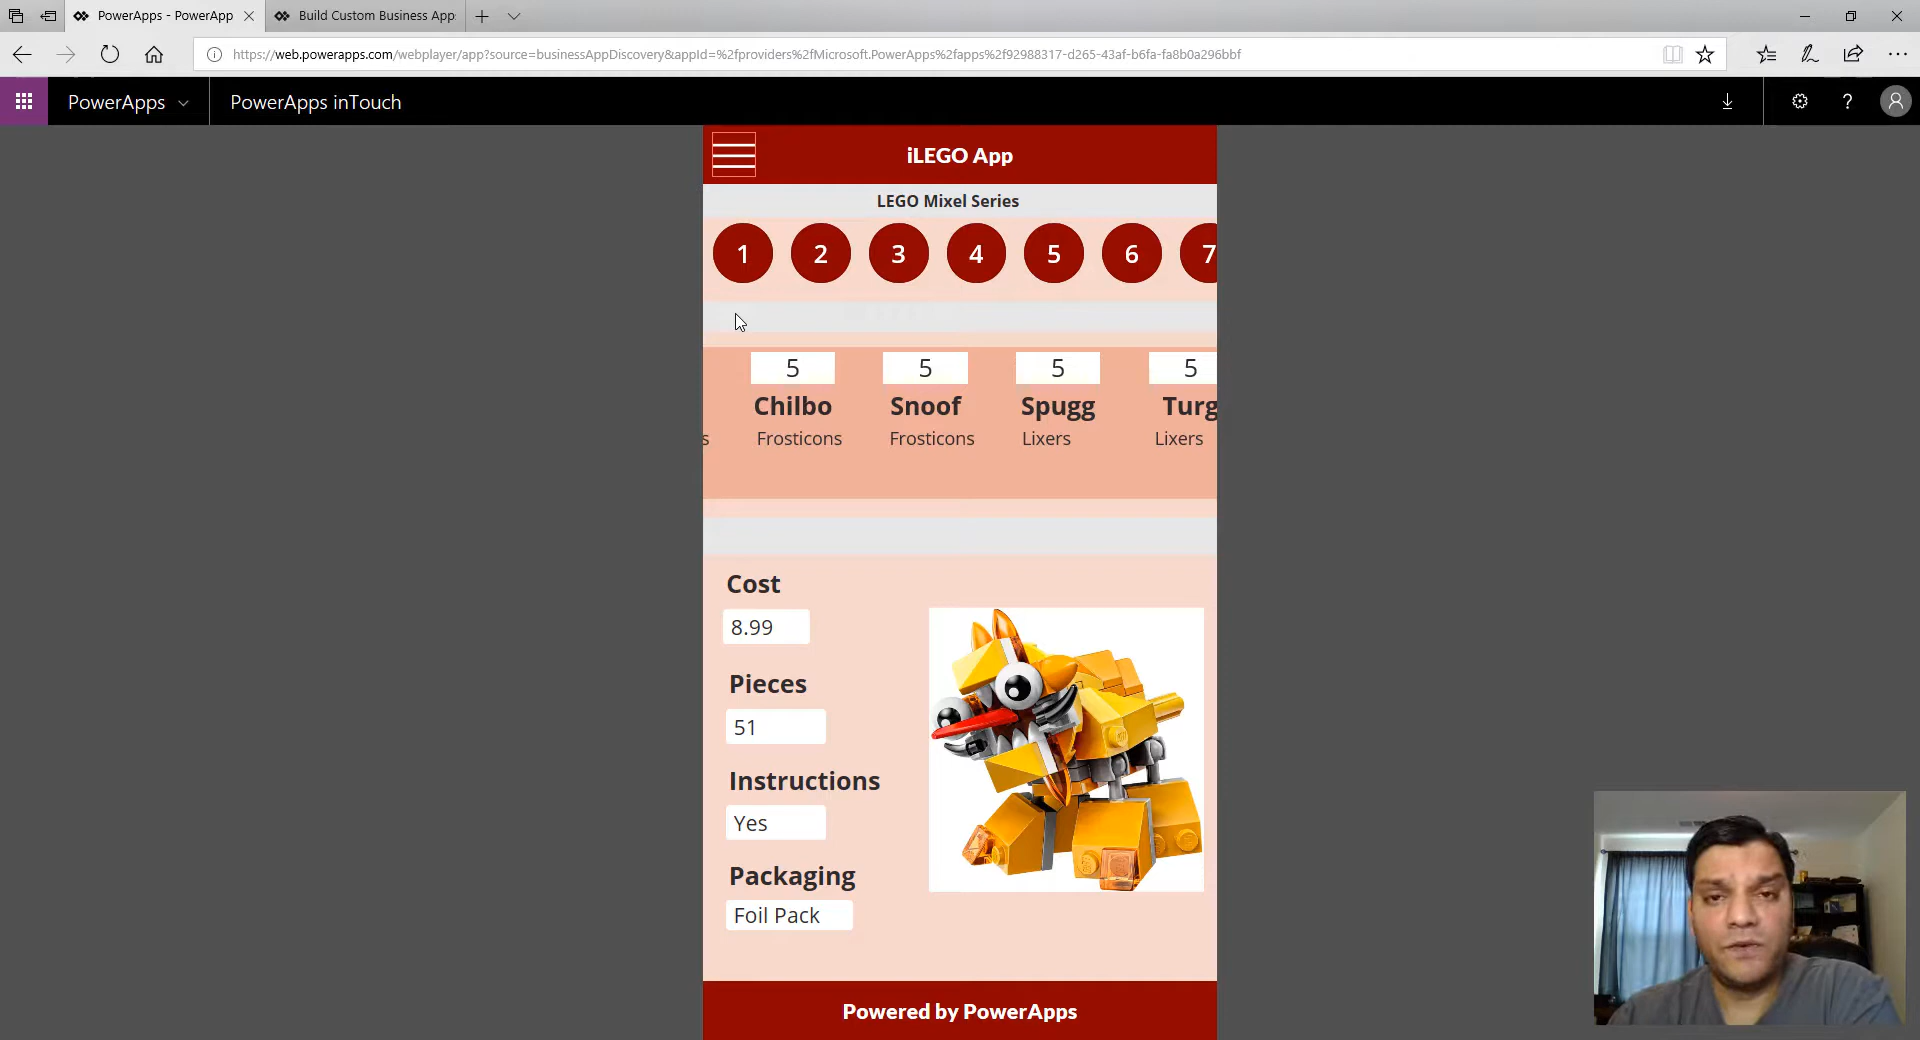 PowerApps - PowerApp
Build Custom Business App
https://web.powerapps.com/webplayer/app?source=businessAppDiscovery&appId=%2fproviders%2fMicrosoft.PowerApps%2fapps%2f92988317-d265-43af-b6fa-fa8b0a296bbf
PowerApps
PowerApps inTouch
?
iLEGO App
LEGO Mixel Series
1 2 3 4 5 6 7
5 5 5 5
Chilbo Snoof Spugg Turg
s Frosticons Frosticons Lixers Lixers
Cost
8.99
Pieces
51
Instructions
Yes
Packaging
Foil Pack
Powered by PowerApps